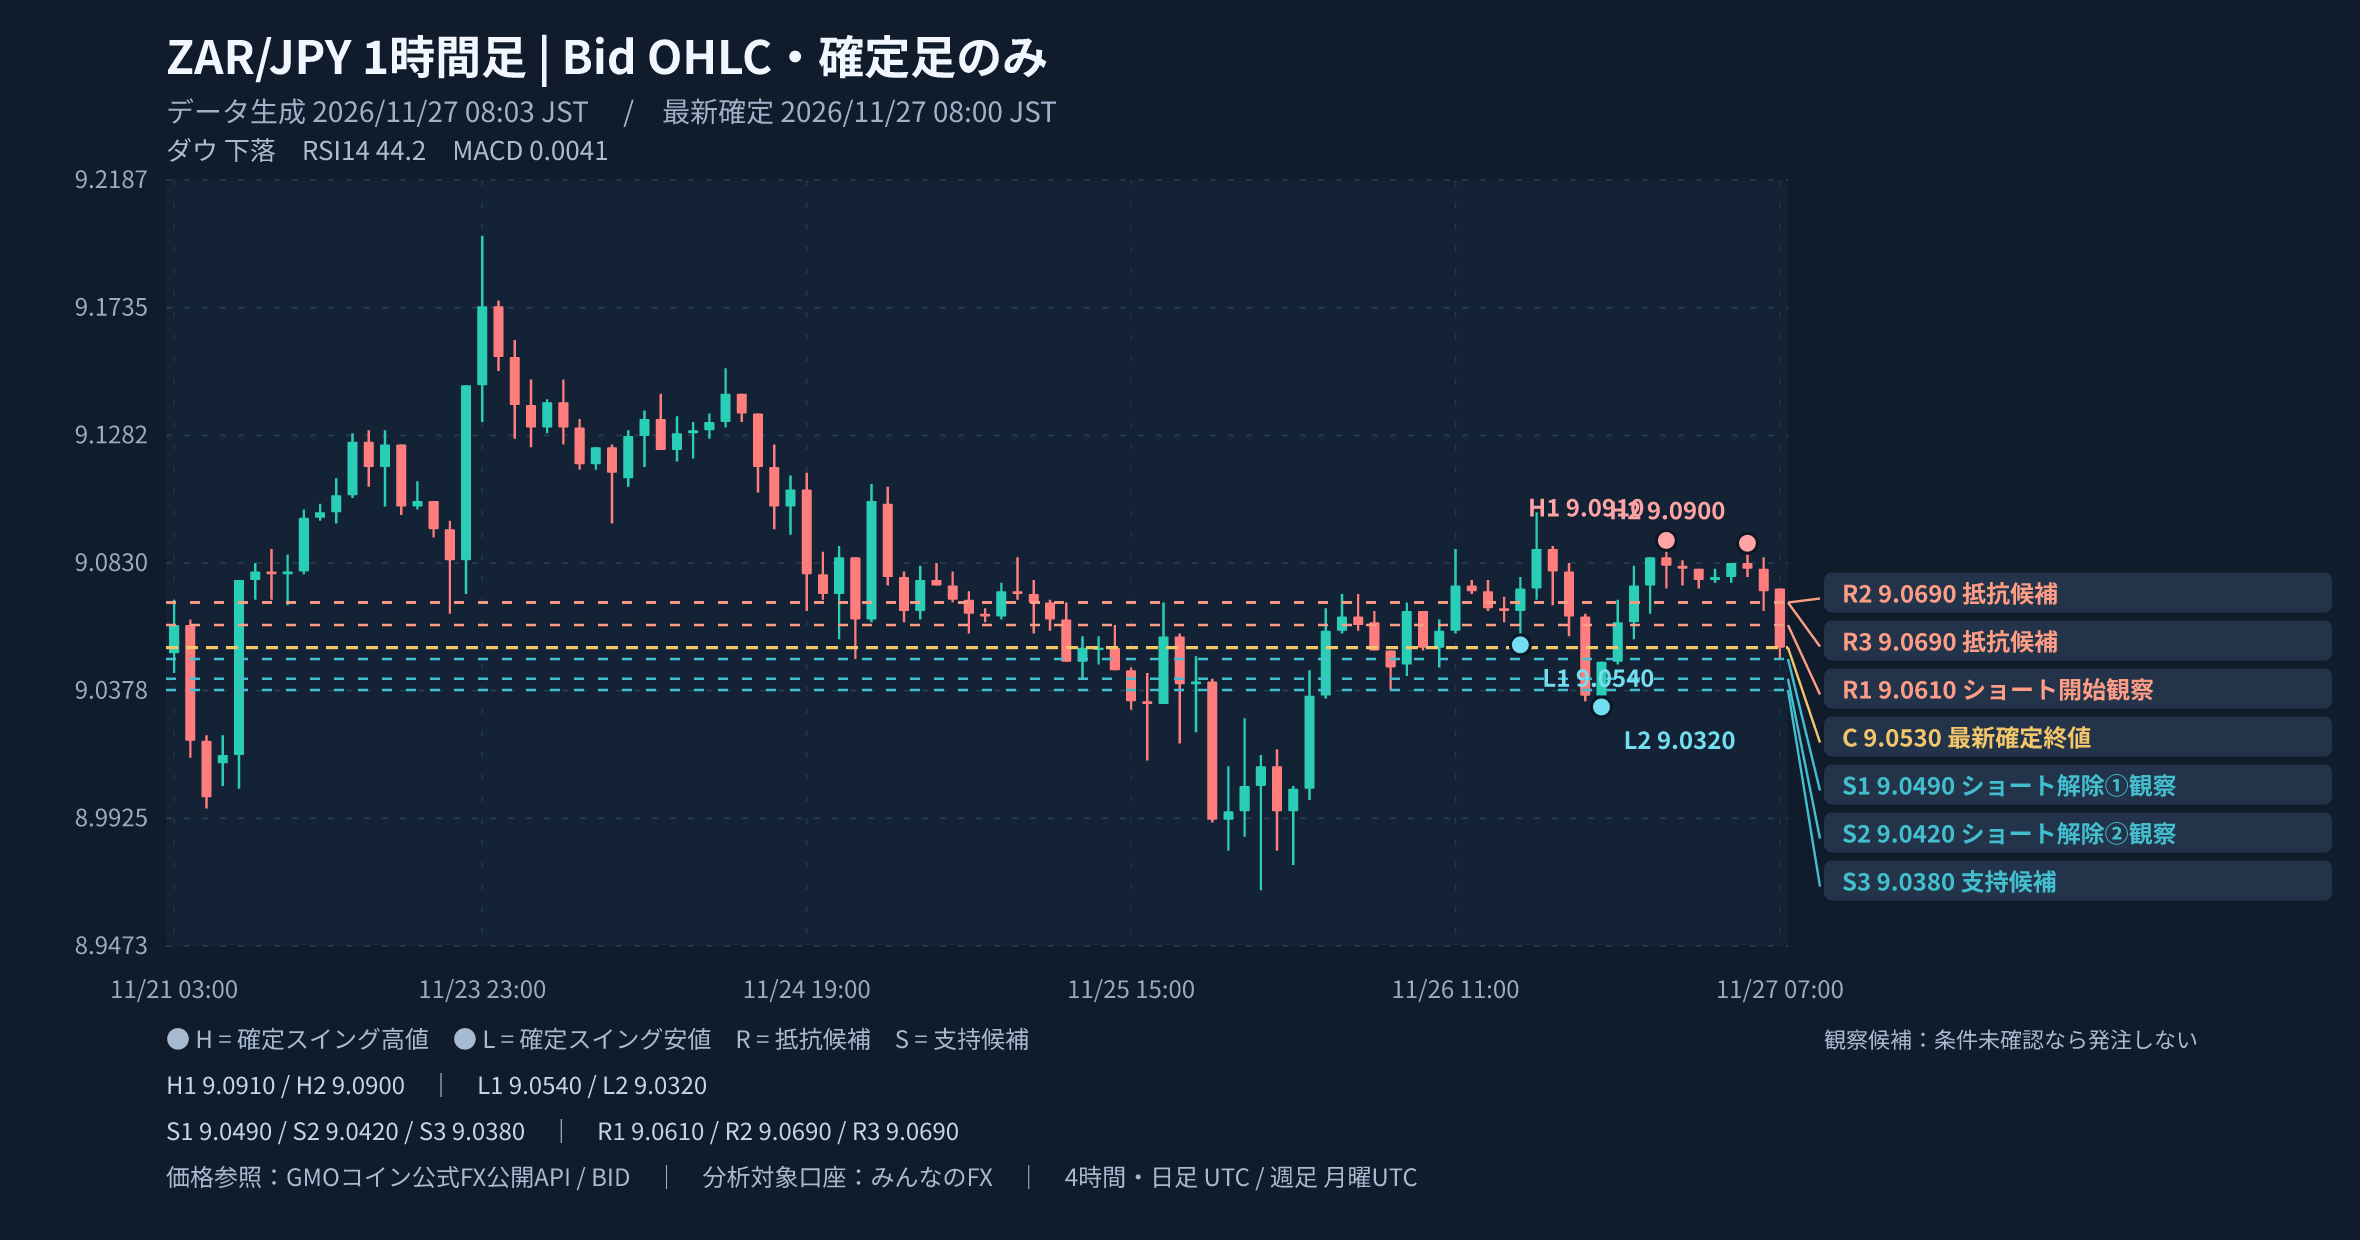 ZAR/JPY 1時間足 | Bid OHLC・確定足のみ
データ生成 2026/11/27 08:03 JST / 最新確定 2026/11/27 08:00 JST
ダウ 下落 RSI14 44.2 MACD 0.0041
9.2187
9.1735
9.1282
9.0830
9.0378
8.9925
8.9473
H1 9.0910
H2 9.0900
L1 9.0540
L2 9.0320
R2 9.0690 抵抗候補
R3 9.0690 抵抗候補
R1 9.0610 ショート開始観察
C 9.0530 最新確定終値
S1 9.0490 ショート解除①観察
S2 9.0420 ショート解除②観察
S3 9.0380 支持候補
11/21 03:00 11/23 23:00 11/24 19:00 11/25 15:00 11/26 11:00 11/27 07:00
● H = 確定スイング高値 ● L = 確定スイング安値 R = 抵抗候補 S = 支持候補
観察候補：条件未確認なら発注しない
H1 9.0910 / H2 9.0900 ｜ L1 9.0540 / L2 9.0320
S1 9.0490 / S2 9.0420 / S3 9.0380 ｜ R1 9.0610 / R2 9.0690 / R3 9.0690
価格参照：GMOコイン公式FX公開API / BID ｜ 分析対象口座：みんなのFX ｜ 4時間・日足 UTC / 週足 月曜UTC